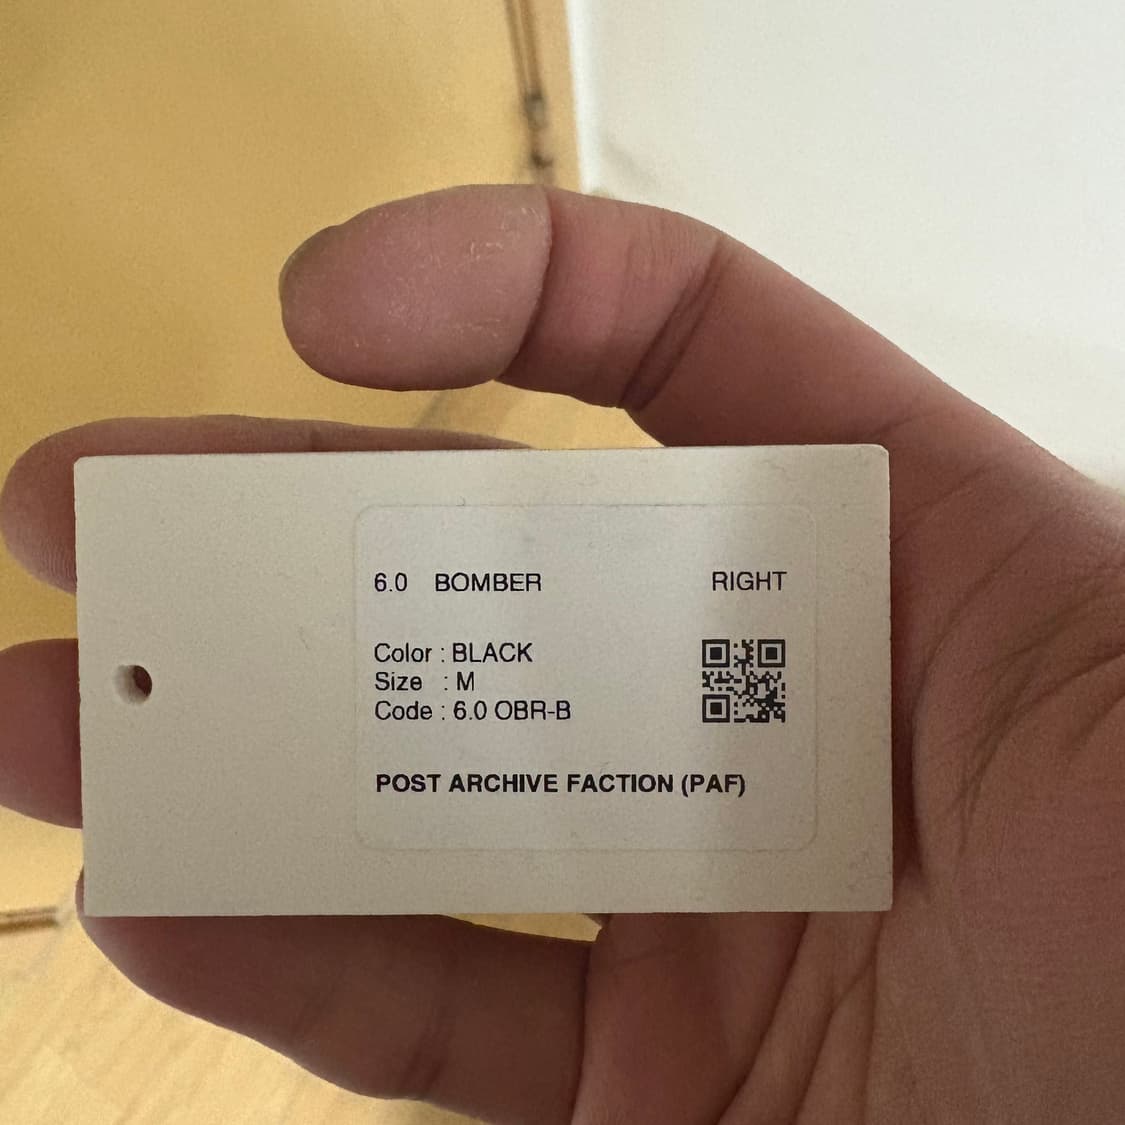 6.0 BOMBER RIGHT
Color : BLACK
Size : M
Code : 6.0 OBR-B
POST ARCHIVE FACTION (PAF)